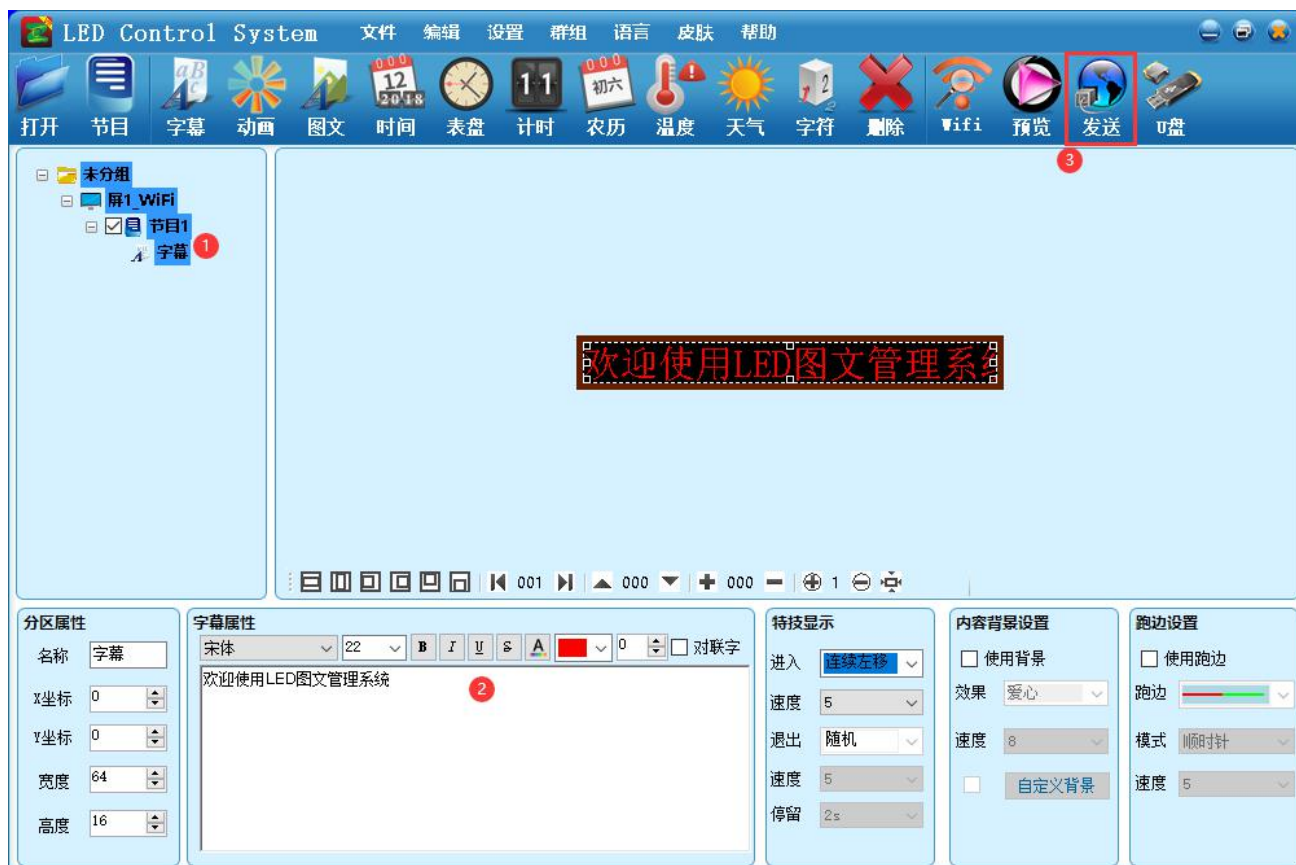 LED Control System 文件 编辑 设置 群组 语言 皮肤 帮助
12 2018 11 初六
打开 节目 字幕 动画 图文 时间 表盘 计时 农历 温度 天气 字符 删除 Wifi 预览 发送 U盘
3
未分组
屏1_WiFi
节目1
字幕 1
欢迎使用LED图文管理系统
001 000 000 1
分区属性
名称 字幕
X坐标 0
Y坐标 0
宽度 64
高度 16
字幕属性
宋体 22 B I U S A 0 对联字
欢迎使用LED图文管理系统
2
特技显示
进入 连续左移
速度 5
退出 随机
速度 5
停留 2s
内容背景设置
使用背景
效果 爱心
速度 8
自定义背景
跑边设置
使用跑边
跑边
模式 顺时针
速度 5